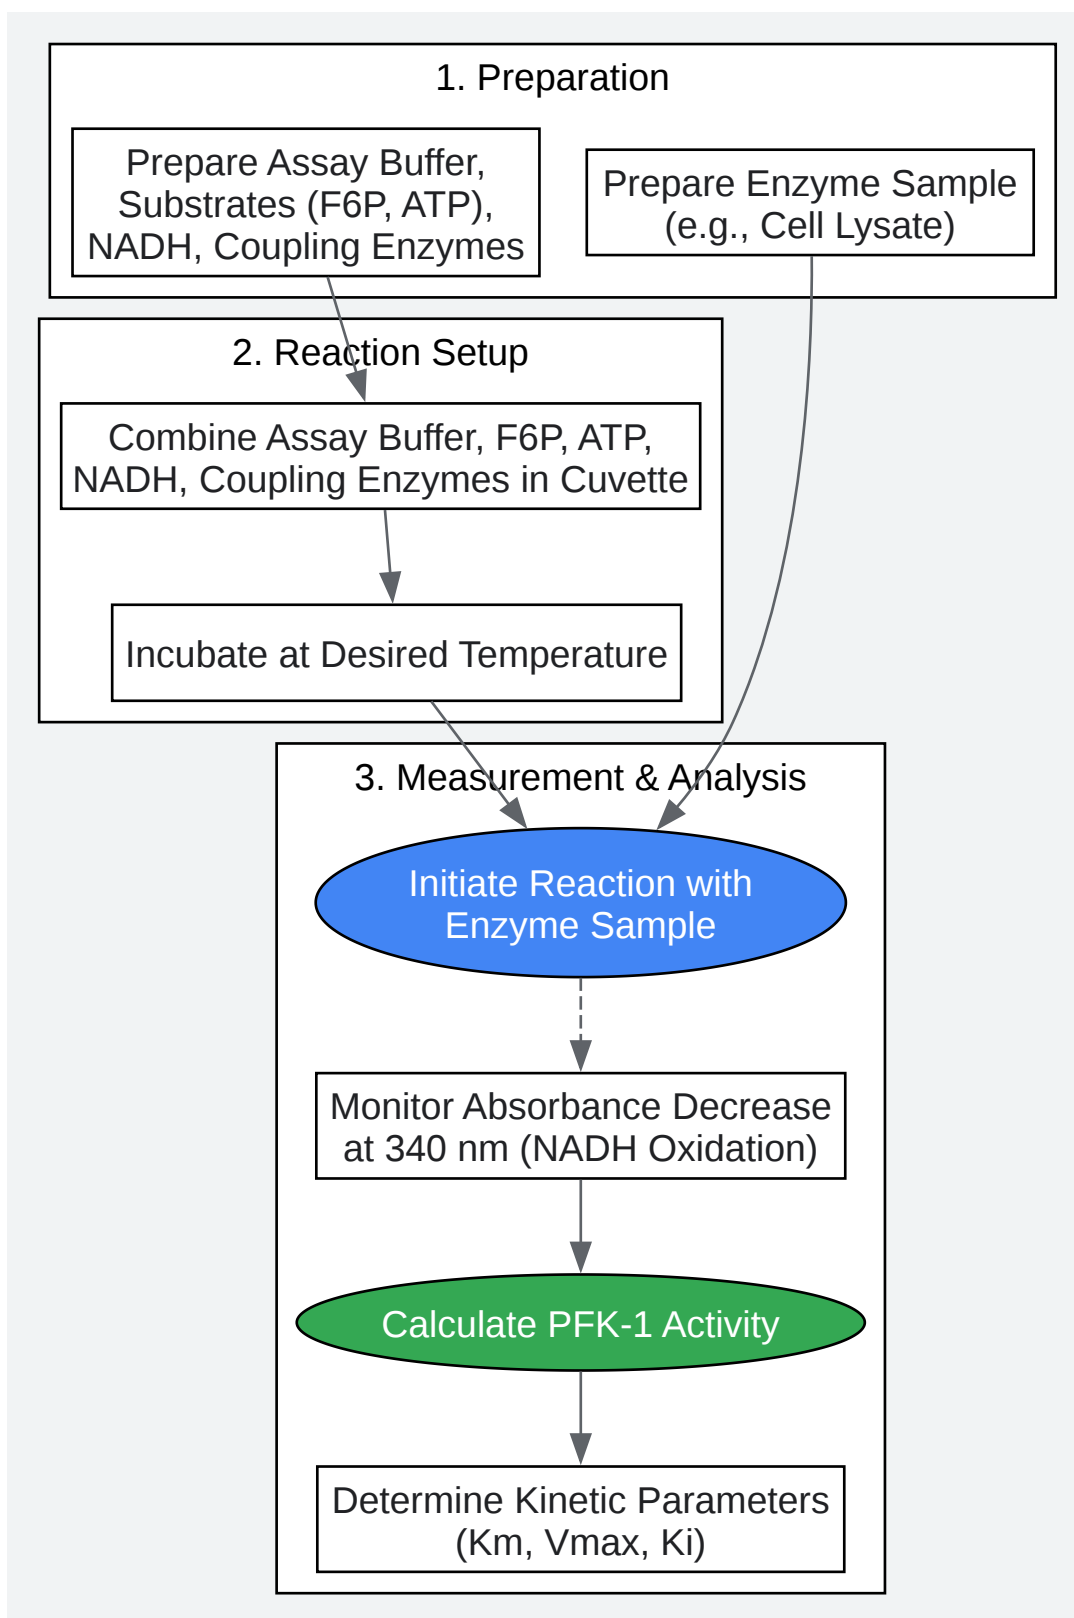 1. Preparation
Prepare Assay Buffer,
Substrates (F6P, ATP),
NADH, Coupling Enzymes
Prepare Enzyme Sample
(e.g., Cell Lysate)
2. Reaction Setup
Combine Assay Buffer, F6P, ATP,
NADH, Coupling Enzymes in Cuvette
Incubate at Desired Temperature
3. Measurement & Analysis
Initiate Reaction with
Enzyme Sample
Monitor Absorbance Decrease
at 340 nm (NADH Oxidation)
Calculate PFK-1 Activity
Determine Kinetic Parameters
(Km, Vmax, Ki)